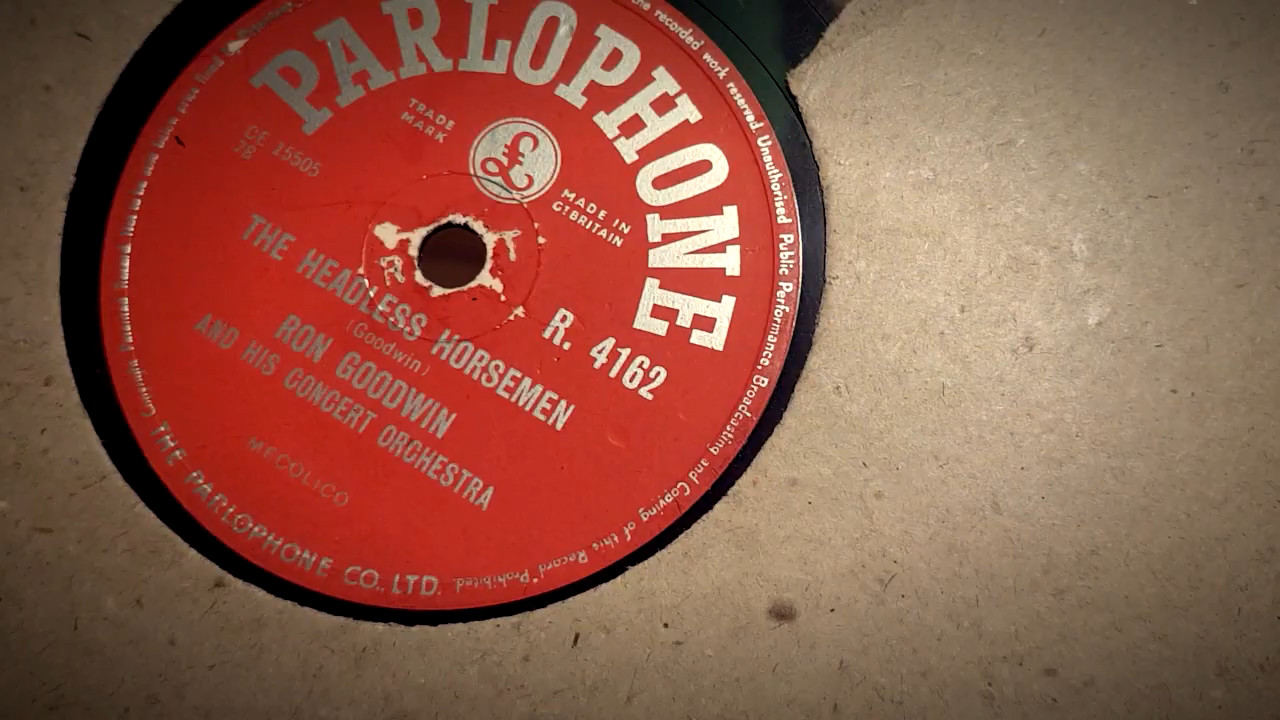 PARLOPHONE
TRADE
MARK
£
CE 15505
78
MADE IN
GT BRITAIN
R
THE HEADLESS HORSEMEN
(Goodwin)
R. 4162
RON GOODWIN
AND HIS CONCERT ORCHESTRA
MECOLICO
THE PARLOPHONE CO., LTD.
the recorded work reserved. Unauthorised Public Performance, Broadcasting and Copying of this Record Prohibited.